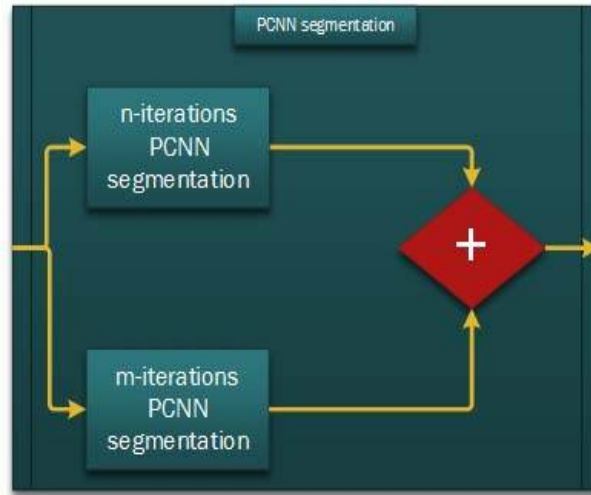 PCNN segmentation
n-iterations
PCNN
segmentation
+
m-iterations
PCNN
segmentation